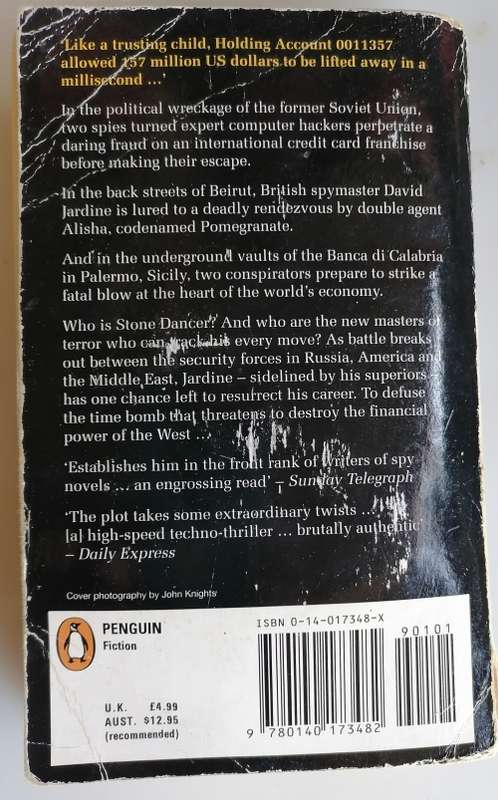 'Like a trusting child, Holding Account 0011357
allowed 157 million US dollars to be lifted away in a
millisecond ...'
In the political wreckage of the former Soviet Union,
two spies turned expert computer hackers perpetrate a
daring fraud on an international credit card franchise
before making their escape.
In the back streets of Beirut, British spymaster David
Jardine is lured to a deadly rendezvous by double agent
Alisha, codenamed Pomegranate.
And in the underground vaults of the Banca di Calabria
in Palermo, Sicily, two conspirators prepare to strike a
fatal blow at the heart of the world's economy.
Who is Stone Dancer? And who are the new masters of
terror who can track his every move? As battle breaks
out between the security forces in Russia, America and
the Middle East, Jardine – sidelined by his superiors –
has one chance left to resurrect his career. To defuse
the time bomb that threatens to destroy the financial
power of the West ...
'Establishes him in the front rank of writers of spy
novels ... an engrossing read' – Sunday Telegraph
'The plot takes some extraordinary twists ...
[a] high-speed techno-thriller ... brutally authentic'
– Daily Express
Cover photography by John Knights
PENGUIN
Fiction
ISBN 0-14-017348-X
90101
U.K. £4.99
AUST. $12.95
(recommended)
9 780140 173482